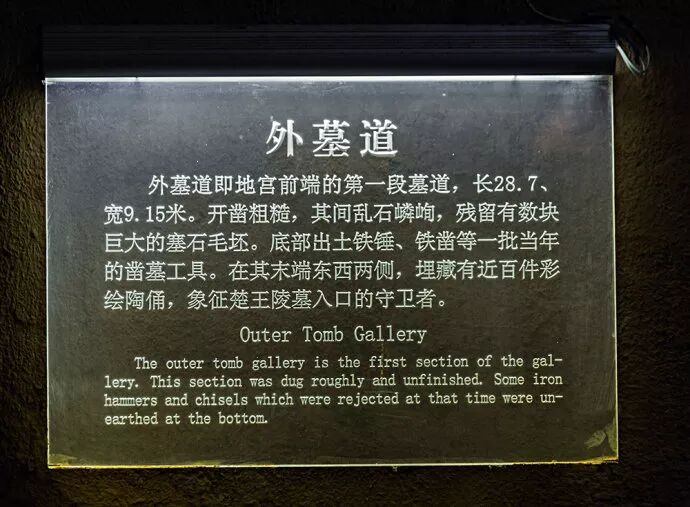 外墓道
外墓道即地宫前端的第一段墓道，长28.7、
宽9.15米。开凿粗糙，其间乱石嶙峋，残留有数块
巨大的塞石毛坯。底部出土铁锤、铁凿等一批当年
的凿墓工具。在其末端东西两侧，埋藏有近百件彩
绘陶俑，象征楚王陵墓入口的守卫者。
Outer Tomb Gallery
The outer tomb gallery is the first section of the gal-
lery. This section was dug roughly and unfinished. Some iron
hammers and chisels which were rejected at that time were un-
earthed at the bottom.